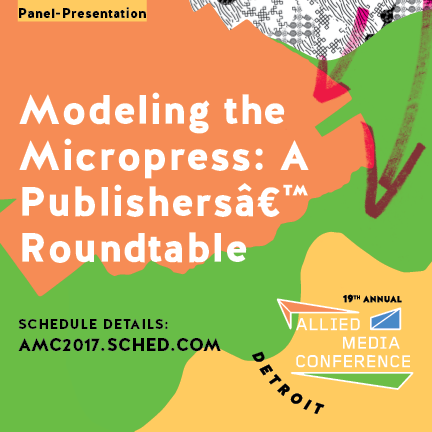 Panel-Presentation
Modeling the
Micropress: A
Publishersâ€™
Roundtable
SCHEDULE DETAILS:
AMC2017.SCHED.COM
19TH ANNUAL
ALLIED
MEDIA
CONFERENCE
DETROIT